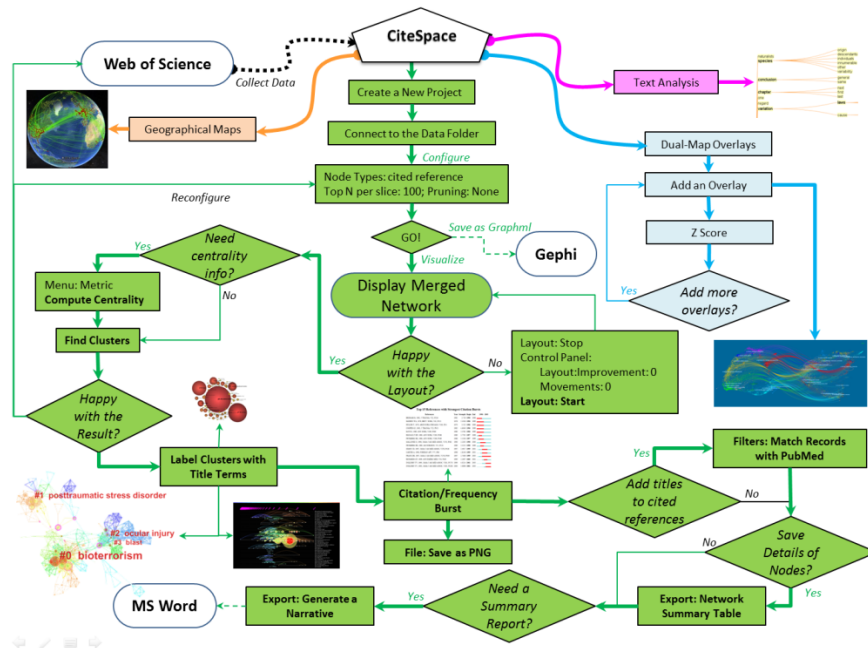 CiteSpace
Web of Science
Collect Data
Create a New Project
Text Analysis
Geographical Maps
Connect to the Data Folder
Configure
Dual-Map Overlays
Node Types: cited reference
Top N per slice: 100; Pruning: None
Reconfigure
Add an Overlay
GO!
Save as Graphml
Gephi
Visualize
Z Score
Need
centrality
info?
Yes
No
Menu: Metric
Compute Centrality
Display Merged
Network
Yes
Add more
overlays?
Find Clusters
Happy
with the
Layout?
Yes
No
Layout: Stop
Control Panel:
Layout:Improvement: 0
Movements: 0
Layout: Start
Happy
with the
Result?
Label Clusters with
Title Terms
Citation/Frequency
Burst
File: Save as PNG
Add titles
to cited
references
Yes
No
Filters: Match Records
with PubMed
#1 posttraumatic stress disorder
#2 ocular injury
#3 blast
#0 bioterrorism
Save
Details of
Nodes?
No
Yes
MS Word
Export: Generate a
Narrative
Yes
Need a
Summary
Report?
Export: Network
Summary Table